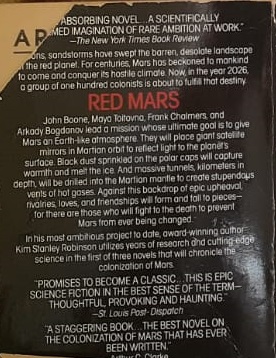 ABSORBING NOVEL...A SCIENTIFICALLY
MED IMAGINATION OF RARE AMBITION AT WORK."
—The New York Times Book Review
AR
ons, sandstorms have swept the barren, desolate landscape
the red planet. For centuries, Mars has beckoned to mankind
to come and conquer its hostile climate. Now, in the year 2026,
a group of one hundred colonists is about to fulfill that destiny.
RED MARS
John Boone, Maya Toitovna, Frank Chalmers, and
Arkady Bogdanov lead a mission whose ultimate goal is to give
Mars an Earth-like atmosphere. They will place giant satellite
mirrors in Martian orbit to reflect light to the planet's
surface. Black dust sprinkled on the polar caps will capture
warmth and melt the ice. And massive tunnels, kilometers in
depth, will be drilled into the Martian mantle to create stupendous
vents of hot gases. Against this backdrop of epic upheaval,
rivalries, loves, and friendships will form and fall to pieces—
for there are those who will fight to the death to prevent
Mars from ever being changed.
In his most ambitious project to date, award-winning author
Kim Stanley Robinson utilizes years of research and cutting-edge
science in the first of three novels that will chronicle the
colonization of Mars.
"PROMISES TO BECOME A CLASSIC...THIS IS EPIC
SCIENCE FICTION IN THE BEST SENSE OF THE TERM—
THOUGHTFUL, PROVOKING AND HAUNTING."
—St. Louis Post-Dispatch
"A STAGGERING BOOK...THE BEST NOVEL ON
THE COLONIZATION OF MARS THAT HAS EVER
BEEN WRITTEN."
Arthur C. Clarke